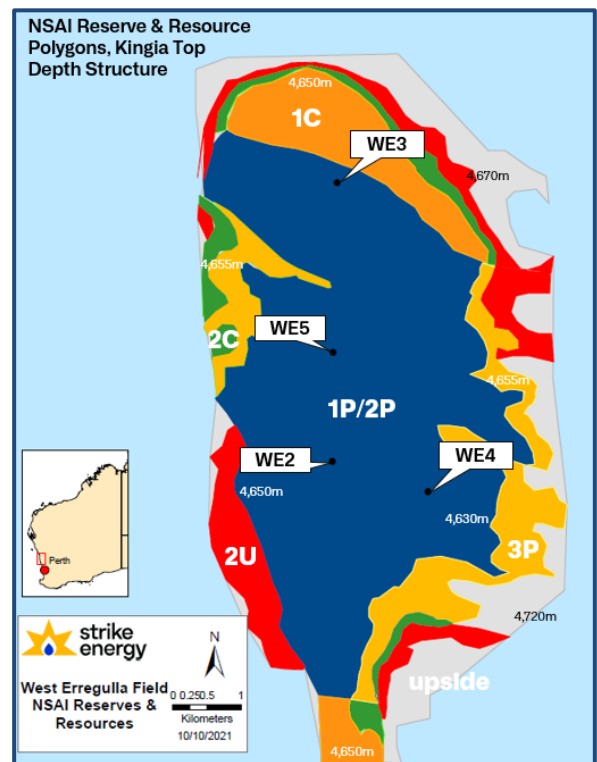 NSAI Reserve & Resource
Polygons, Kingia Top
Depth Structure
4,650m
1C
WE3
4,670m
4,655m
2C
WE5
4,655m
1P/2P
WE2
WE4
4,650m
4,630m
2U
3P
Perth
4,720m
upside
strike
energy
N
West Erregulla Field
NSAI Reserves &
Resources
0 0.250.5 1
Kilometers
10/10/2021
4,650m